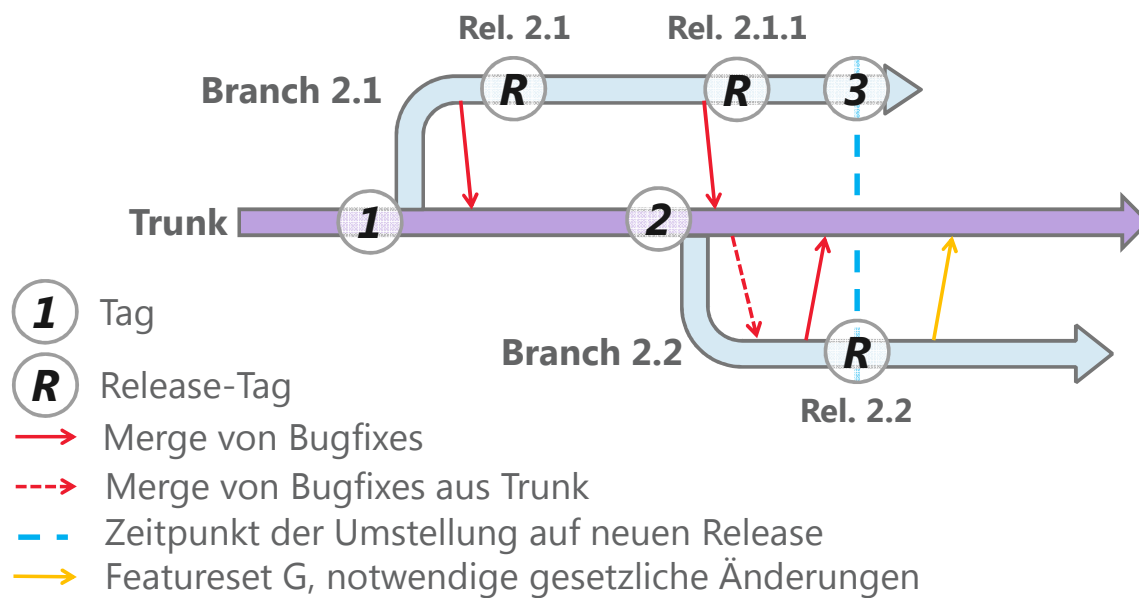 Rel. 2.1 Rel. 2.1.1
Branch 2.1 R R 3
Trunk 1 2
1 Tag
Branch 2.2 R
R Release-Tag
Rel. 2.2
Merge von Bugfixes
Merge von Bugfixes aus Trunk
Zeitpunkt der Umstellung auf neuen Release
Featureset G, notwendige gesetzliche Änderungen